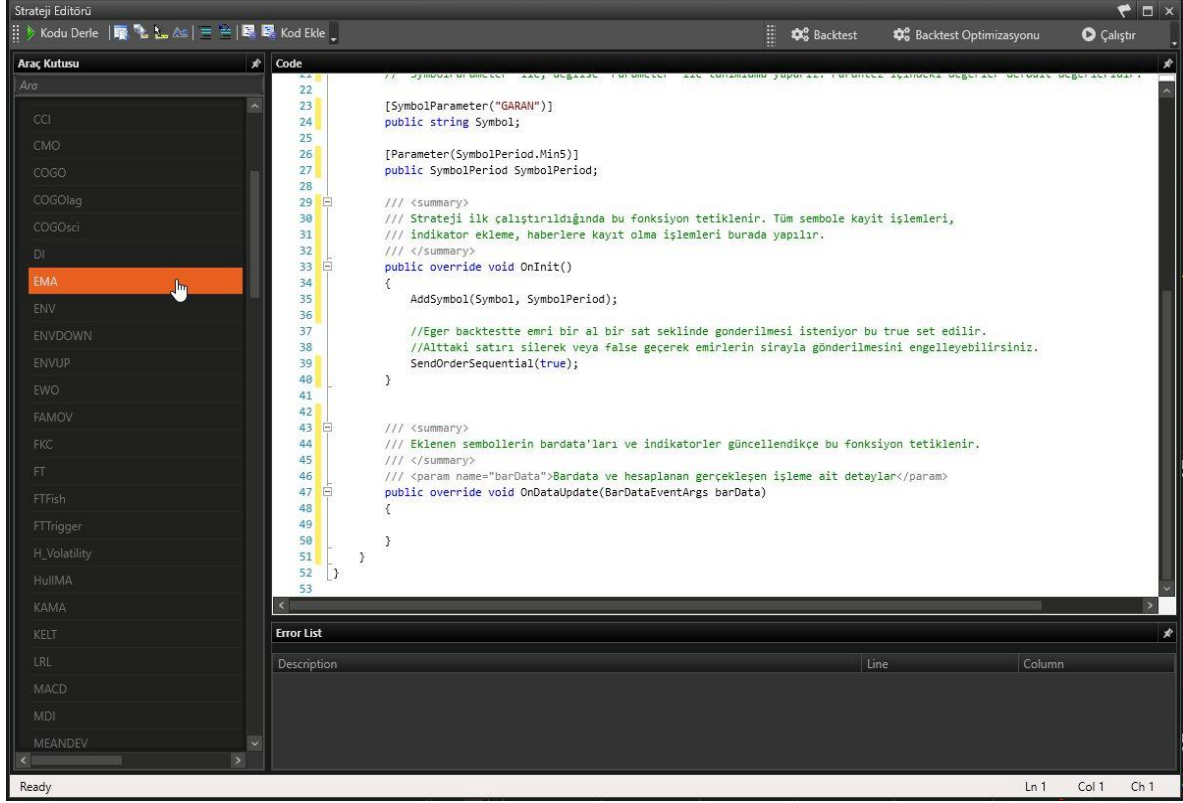 Strateji Editörü
Kodu Derle
Kod Ekle
Backtest
Backtest Optimizasyonu
Çalıştır
Araç Kutusu
Ara
CCI
CMO
COGO
COGOlag
COGOsci
DI
EMA
ENV
ENVDOWN
ENVUP
EWO
FAMOV
FKC
FT
FTFish
FTTrigger
H_Volatility
HullMA
KAMA
KELT
LRL
MACD
MDI
MEANDEV
Code
22
23 [SymbolParameter("GARAN")]
24 public string Symbol;
25
26 [Parameter(SymbolPeriod.Min5)]
27 public SymbolPeriod SymbolPeriod;
28
29 /// <summary>
30 /// Strateji ilk çalıştırıldığında bu fonksiyon tetiklenir. Tüm sembole kayit işlemleri,
31 /// indikator ekleme, haberlere kayıt olma işlemleri burada yapılır.
32 /// </summary>
33 public override void OnInit()
34 {
35 AddSymbol(Symbol, SymbolPeriod);
36
37 //Eger backtestte emri bir al bir sat seklinde gonderilmesi isteniyor bu true set edilir.
38 //Alttaki satırı silerek veya false geçerek emirlerin sirayla gönderilmesini engelleyebilirsiniz.
39 SendOrderSequential(true);
40 }
41
42
43 /// <summary>
44 /// Eklenen sembollerin bardata'ları ve indikatorler güncellendikçe bu fonksiyon tetiklenir.
45 /// </summary>
46 /// <param name="barData">Bardata ve hesaplanan gerçekleşen işleme ait detaylar</param>
47 public override void OnDataUpdate(BarDataEventArgs barData)
48 {
49
50 }
51 }
52 }
53
Error List
Description Line Column
Ready Ln 1 Col 1 Ch 1